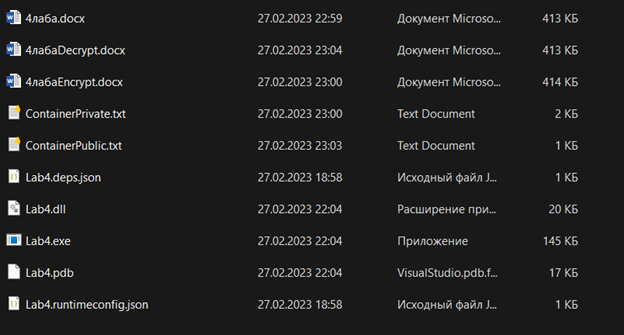 4лаба.docx 27.02.2023 22:59 Документ Microso... 413 КБ
4лабаDecrypt.docx 27.02.2023 23:04 Документ Microso... 413 КБ
4лабаEncrypt.docx 27.02.2023 23:00 Документ Microso... 414 КБ
ContainerPrivate.txt 27.02.2023 23:00 Text Document 2 КБ
ContainerPublic.txt 27.02.2023 23:03 Text Document 1 КБ
Lab4.deps.json 27.02.2023 18:58 Исходный файл J... 1 КБ
Lab4.dll 27.02.2023 22:04 Расширение при... 20 КБ
Lab4.exe 27.02.2023 22:04 Приложение 145 КБ
Lab4.pdb 27.02.2023 22:04 VisualStudio.pdb.f... 17 КБ
Lab4.runtimeconfig.json 27.02.2023 18:58 Исходный файл J... 1 КБ